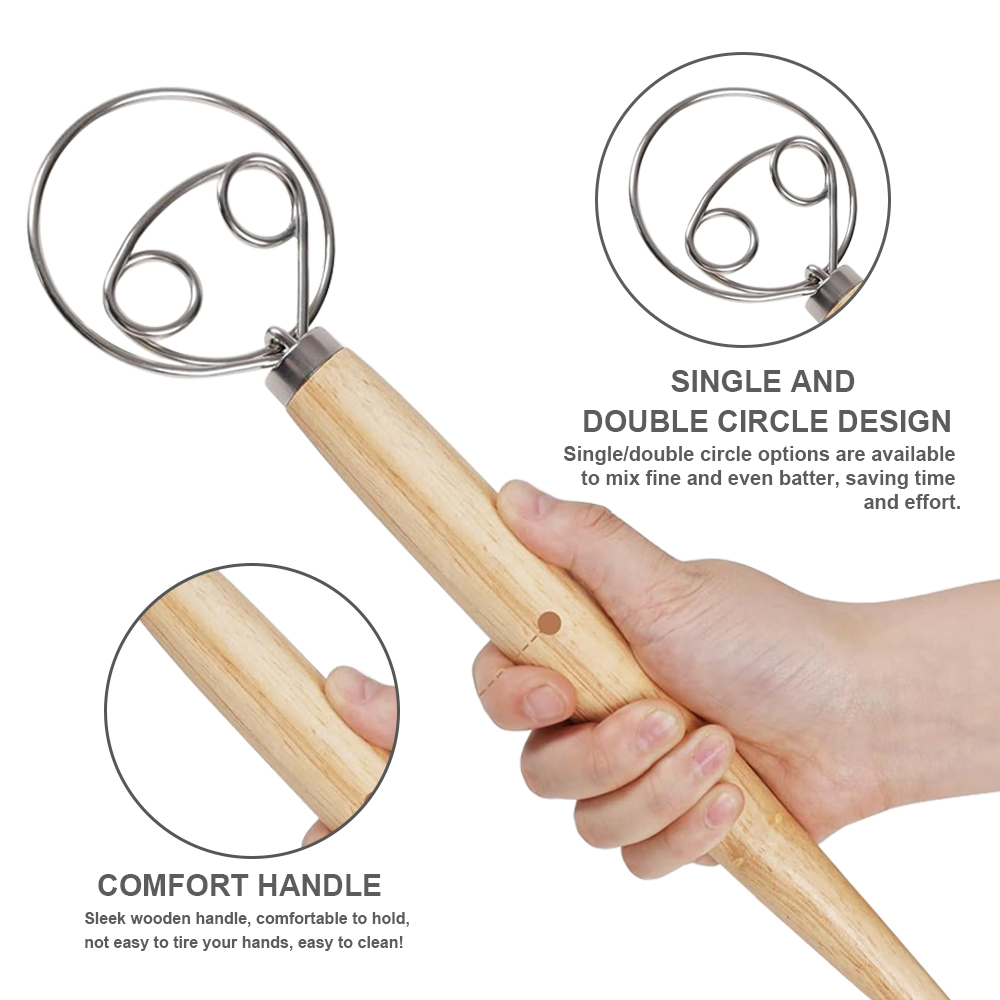 SINGLE AND
DOUBLE CIRCLE DESIGN
Single/double circle options are available
to mix fine and even batter, saving time
and effort.
COMFORT HANDLE
Sleek wooden handle, comfortable to hold,
not easy to tire your hands, easy to clean!